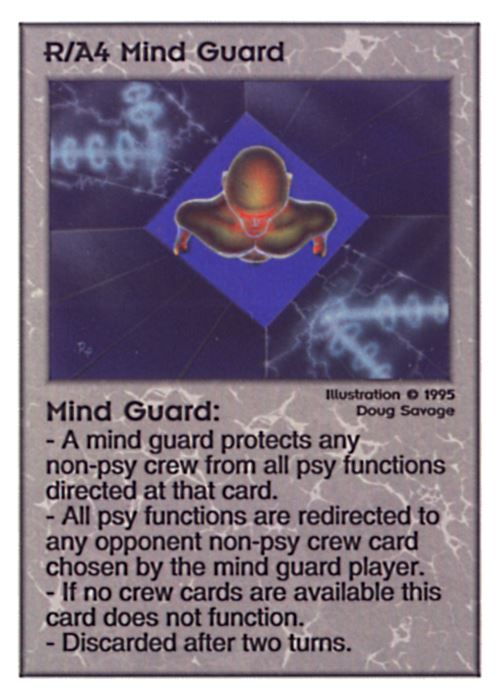 R/A4 Mind Guard
Illustration © 1995
Doug Savage
Mind Guard:
- A mind guard protects any
non-psy crew from all psy functions
directed at that card.
- All psy functions are redirected to
any opponent non-psy crew card
chosen by the mind guard player.
- If no crew cards are available this
card does not function.
- Discarded after two turns.